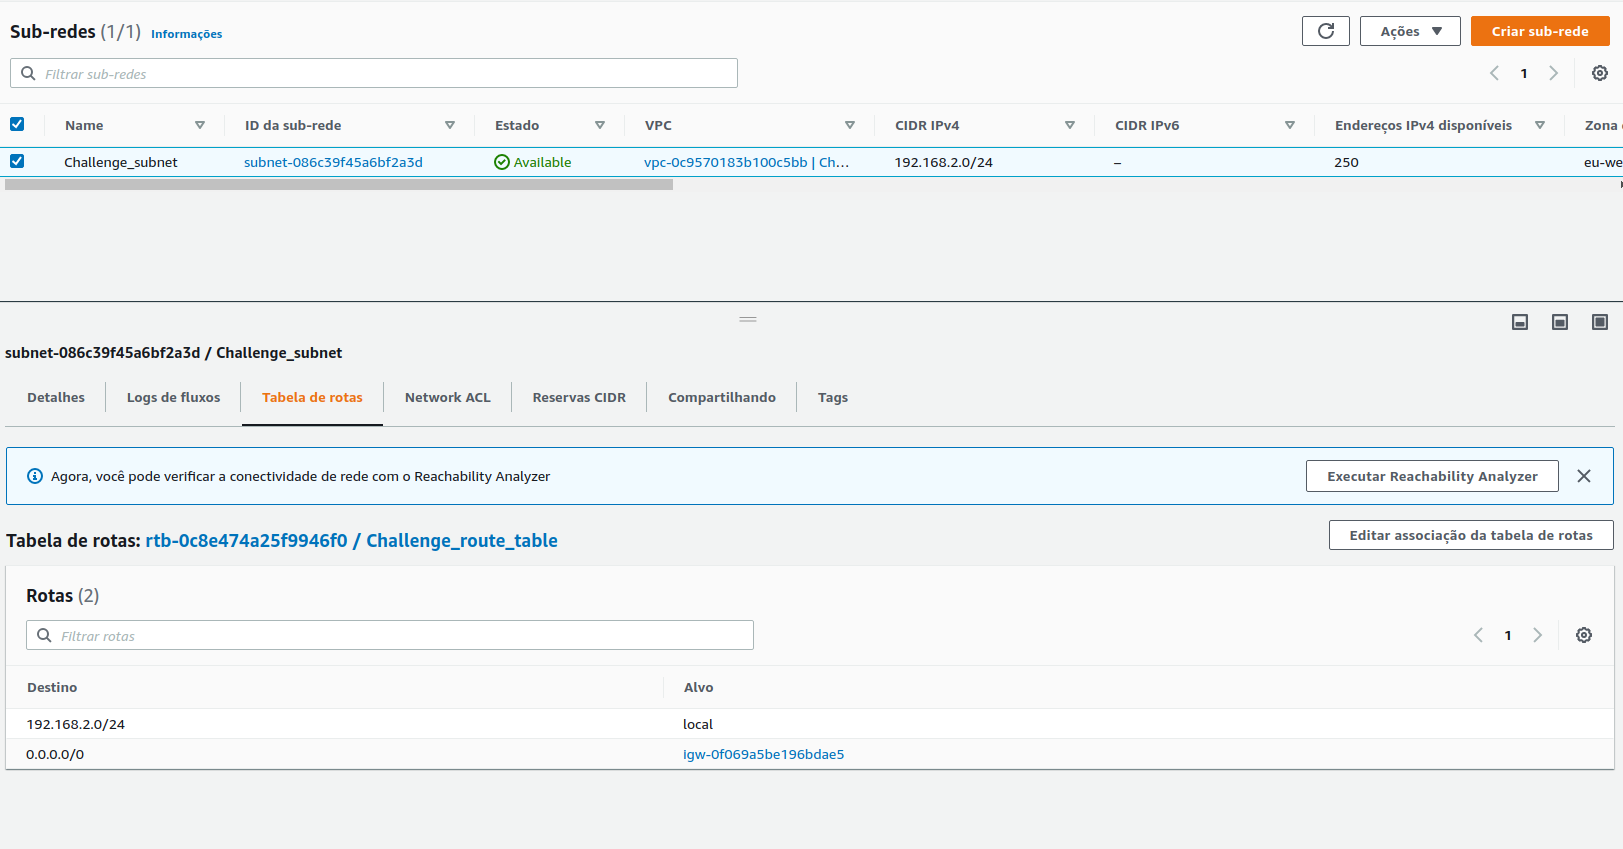 Sub-redes (1/1) Informações
Ações
Criar sub-rede
Filtrar sub-redes
1
Name ID da sub-rede Estado VPC CIDR IPv4 CIDR IPv6 Endereços IPv4 disponíveis Zona
Challenge_subnet subnet-086c39f45a6bf2a3d Available vpc-0c9570183b100c5bb | Ch… 192.168.2.0/24 – 250 eu-we
subnet-086c39f45a6bf2a3d / Challenge_subnet
Detalhes Logs de fluxos Tabela de rotas Network ACL Reservas CIDR Compartilhando Tags
Agora, você pode verificar a conectividade de rede com o Reachability Analyzer
Executar Reachability Analyzer
Tabela de rotas: rtb-0c8e474a25f9946f0 / Challenge_route_table
Editar associação da tabela de rotas
Rotas (2)
Filtrar rotas
1
Destino Alvo
192.168.2.0/24 local
0.0.0.0/0 igw-0f069a5be196bdae5